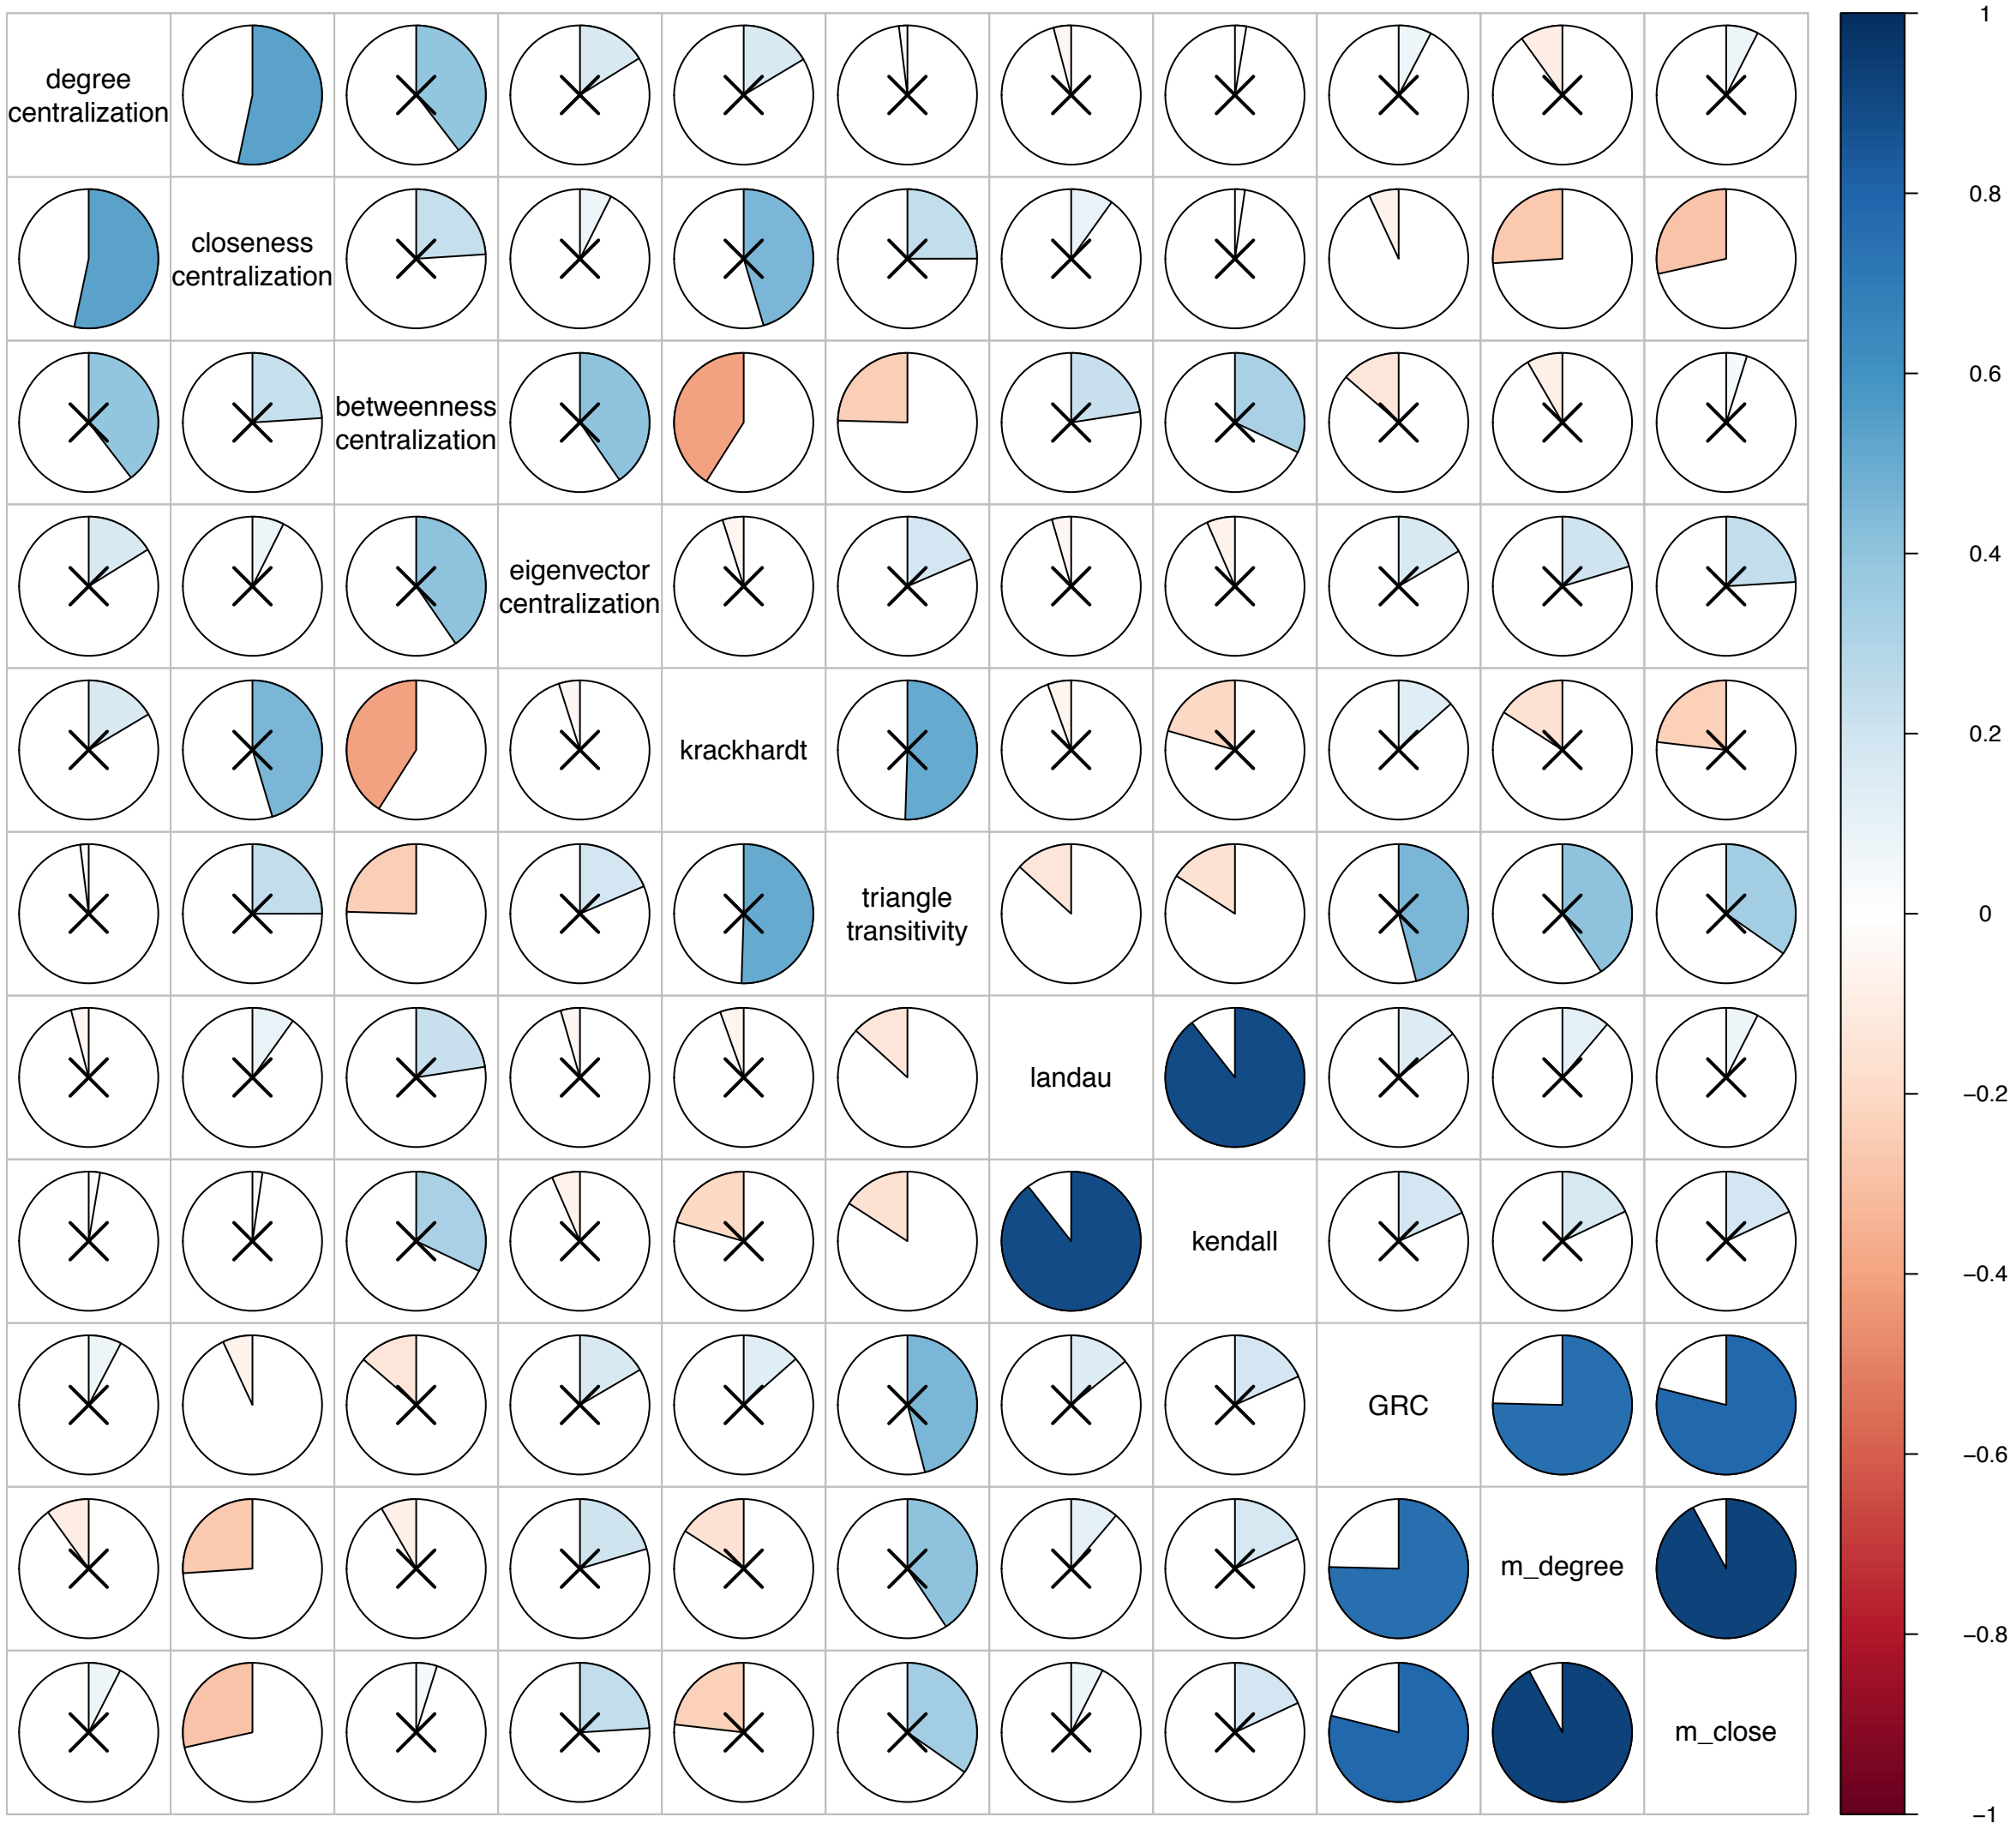 degree
centralization
closeness
centralization
betweenness
centralization
eigenvector
centralization
krackhardt
triangle
transitivity
landau
kendall
GRC
m_degree
m_close
1
0.8
0.6
0.4
0.2
0
−0.2
−0.4
−0.6
−0.8
−1